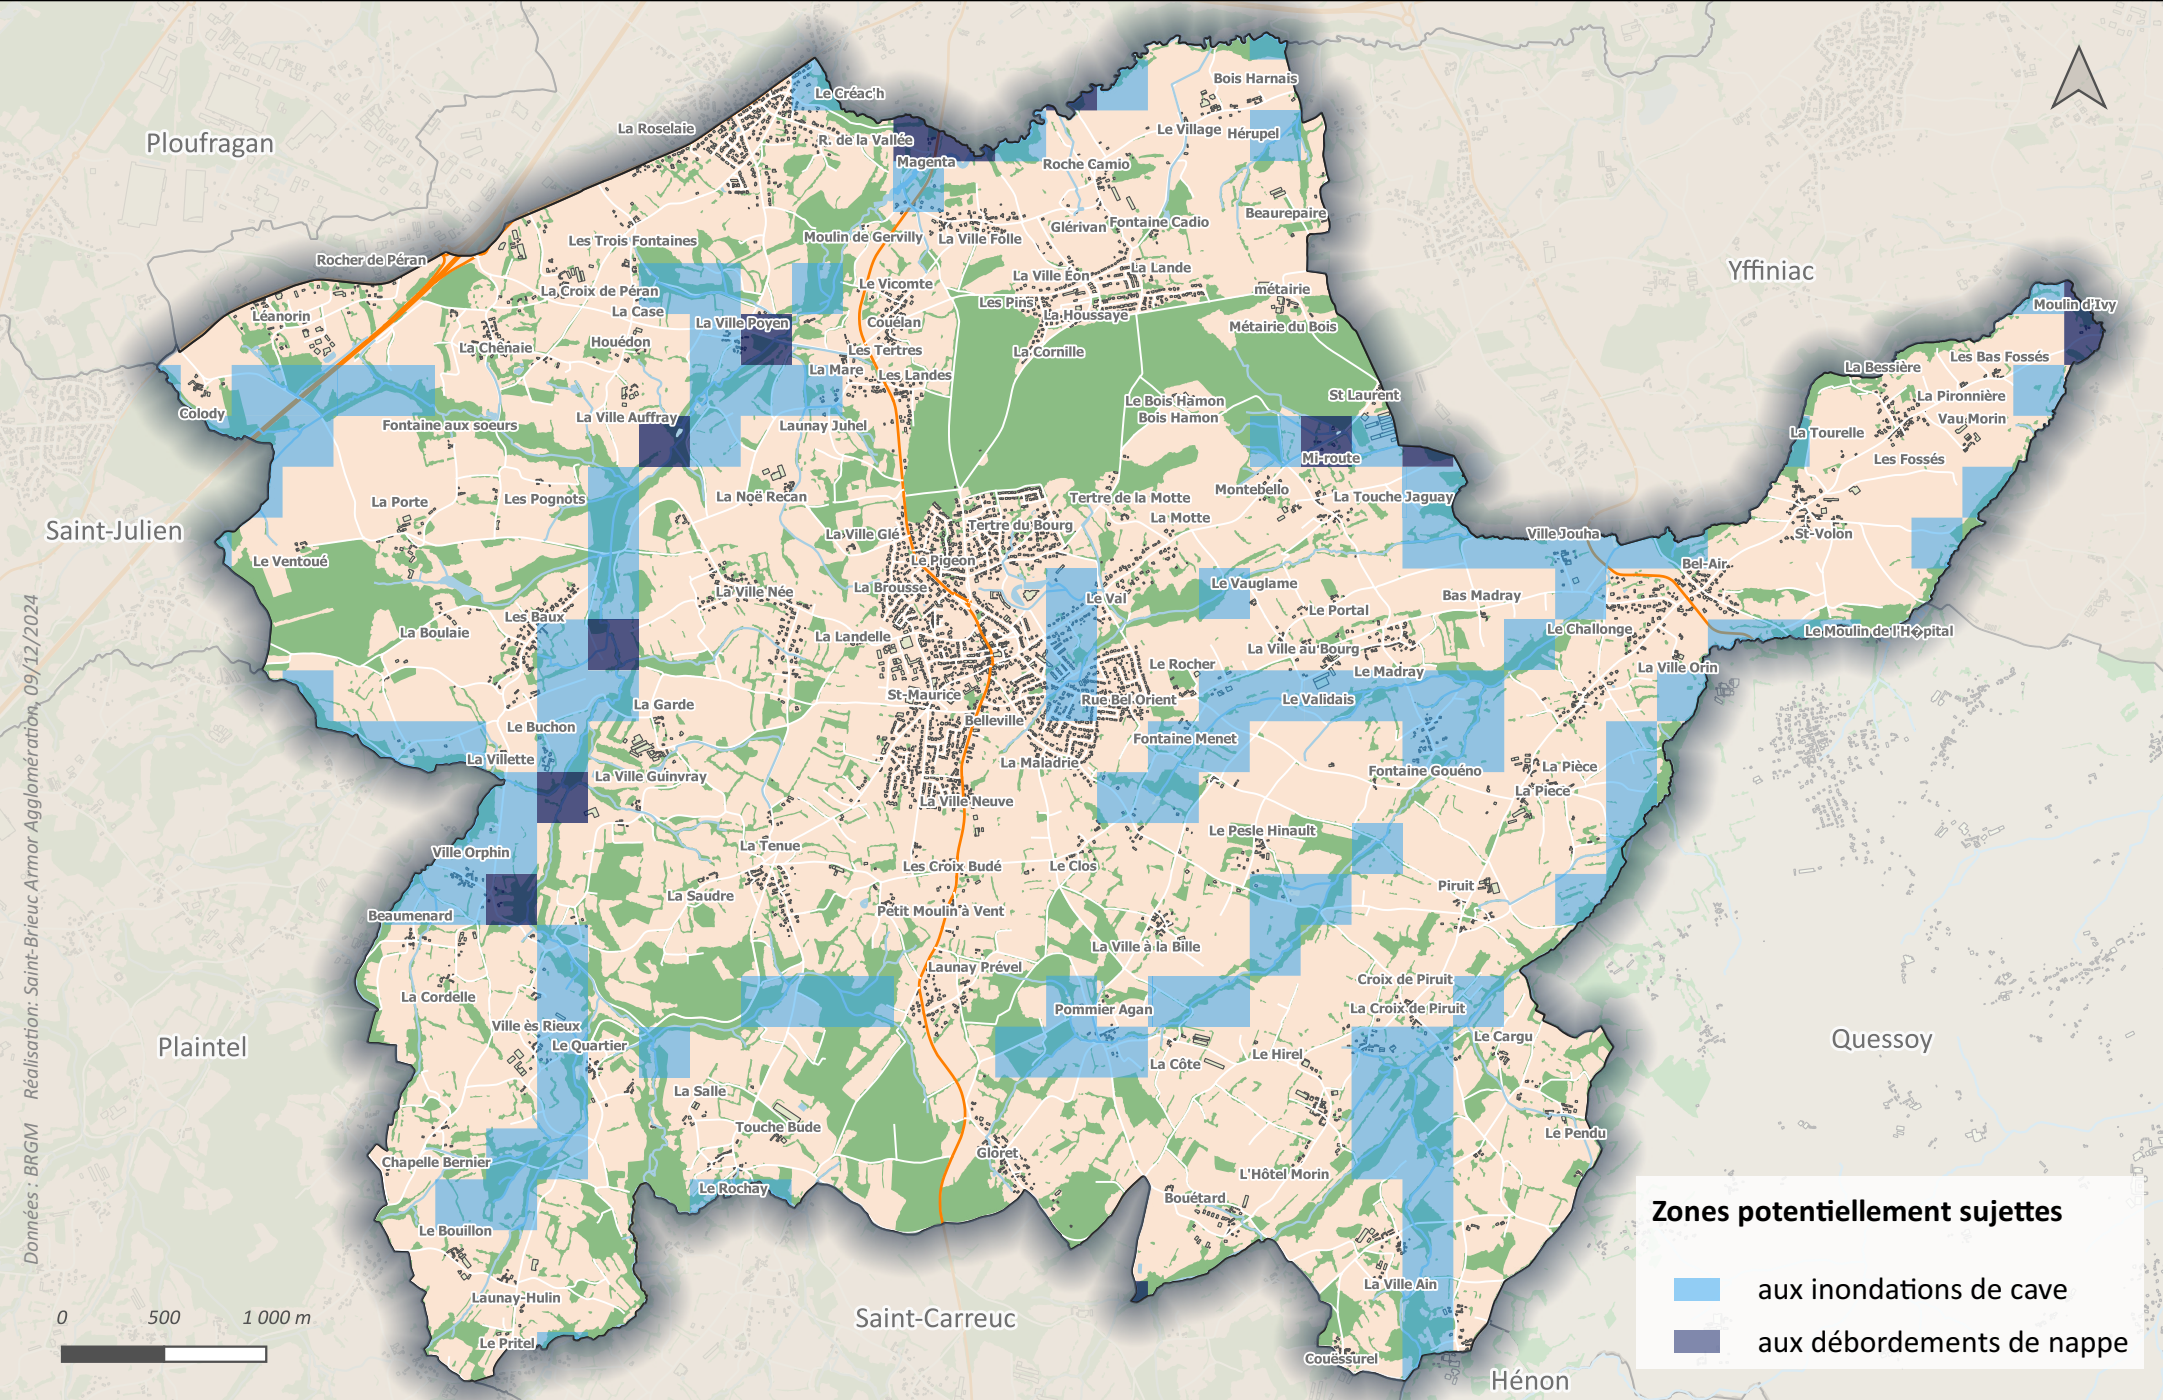 Bois Harnais
Le Créac'h
La Roselaie
Le Village
Hérupel
R. de la Vallée
Ploufragan
Magenta
Roche Camio
Beaurepaire
Fontaine Cadio
Glérivan
Les Trois Fontaines
Moulin de Gervilly
La Ville Folle
Rocher de Péran
La Lande
Yffiniac
La Ville Éon
Le Vicomte
La Croix de Péran
métairie
Les Pins
Moulin d'Ivy
La Case
Léanorin
La Houssaye
La Ville Poyen
Couélan
Métairie du Bois
Houédon
La Chênaie
Les Tertres
La Cornille
Les Bas Fossés
La Bessière
La Mare
Les Landes
St Laurent
La Pironnière
Le Bois Hamon
Colody
La Ville Auffray
Bois Hamon
Vau Morin
Fontaine aux soeurs
Launay Juhel
La Tourelle
Mi-route
Les Fossés
Montebello
La Porte
Les Pognots
La Noë Recan
Tertre de la Motte
La Touche Jaguay
La Motte
Tertre du Bourg
Saint-Julien
La Ville Glé
Ville Jouha
St-Volon
Le Ventoué
Le Pigeon
Bel-Air
Le Vauglame
La Brousse
La Ville Née
Le Val
Bas Madray
Le Portal
Les Baux
La Boulaie
La Landelle
Le Challonge
Le Moulin de l'H�pital
La Ville au Bourg
Le Rocher
Le Madray
La Ville Orin
St-Maurice
Rue Bel Orient
Le Validais
La Garde
Belleville
Le Buchon
Fontaine Menet
La Villette
La Maladrie
La Pièce
Fontaine Gouéno
La Ville Guinvray
La Piece
La Ville Neuve
Le Pesle Hinault
La Tenue
Ville Orphin
Les Croix Budé
Le Clos
Piruit
La Saudre
Beaumenard
Petit Moulin à Vent
La Ville à la Bille
Launay Prével
Croix de Piruit
La Cordelle
Pommier Agan
La Croix de Piruit
Ville ès Rieux
Le Cargu
Quessoy
Plaintel
Le Quartier
Le Hirel
La Côte
La Salle
Touche Bude
Le Pendu
Gloret
Chapelle Bernier
L'Hôtel Morin
Le Rochay
Bouétard
Le Bouillon
La Ville Ain
Launay-Hulin
Saint-Carreuc
Le Pritel
Couëssurel
Hénon
Données : BRGM Réalisation: Saint-Brieuc Armor Agglomération, 09/12/2024
0 500 1 000 m
Zones potentiellement sujettes
aux inondations de cave
aux débordements de nappe